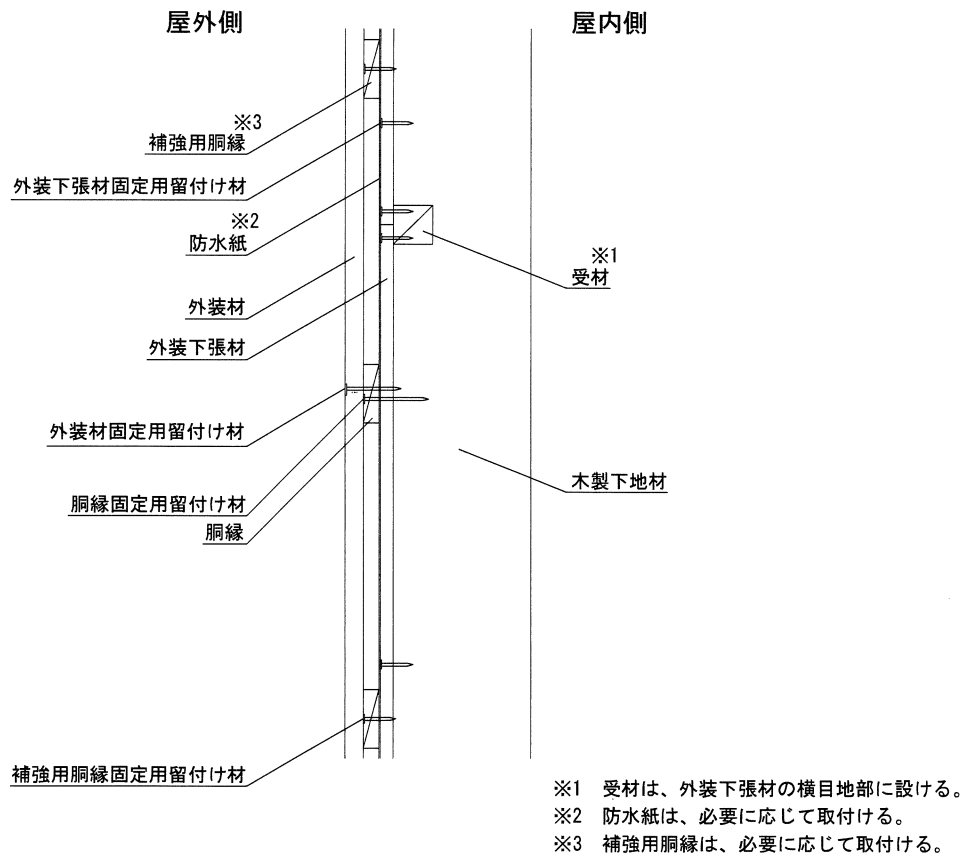 屋外側
屋内側
※3
補強用胴縁
外装下張材固定用留付け材
※2
防水紙
※1
受材
外装材
外装下張材
外装材固定用留付け材
木製下地材
胴縁固定用留付け材
胴縁
補強用胴縁固定用留付け材
※1 受材は、外装下張材の横目地部に設ける。
※2 防水紙は、必要に応じて取付ける。
※3 補強用胴縁は、必要に応じて取付ける。